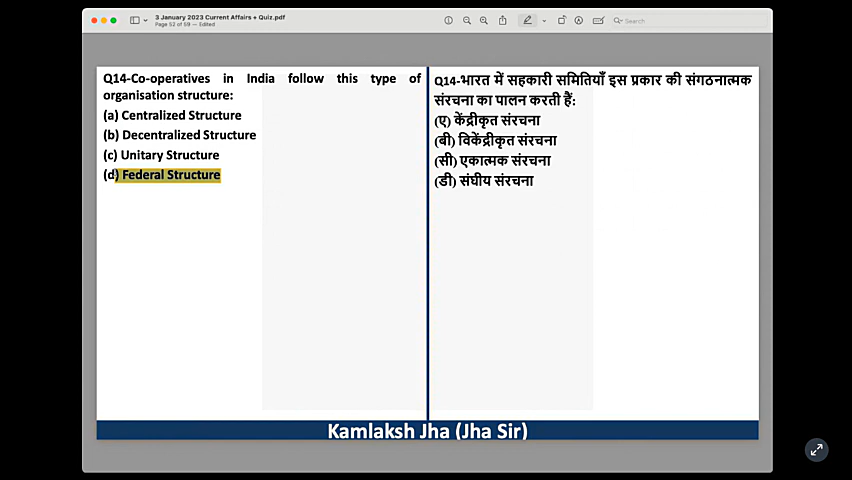 3 January 2023 Current Affairs + Quiz.pdf
Page 52 of 59 — Edited
Search
Q14-Co-operatives in India follow this type of
organisation structure:
(a) Centralized Structure
(b) Decentralized Structure
(c) Unitary Structure
(d) Federal Structure
Q14-भारत में सहकारी समितियाँ इस प्रकार की संगठनात्मक
संरचना का पालन करती हैं:
(ए) केंद्रीकृत संरचना
(बी) विकेंद्रीकृत संरचना
(सी) एकात्मक संरचना
(डी) संघीय संरचना
Kamlaksh Jha (Jha Sir)